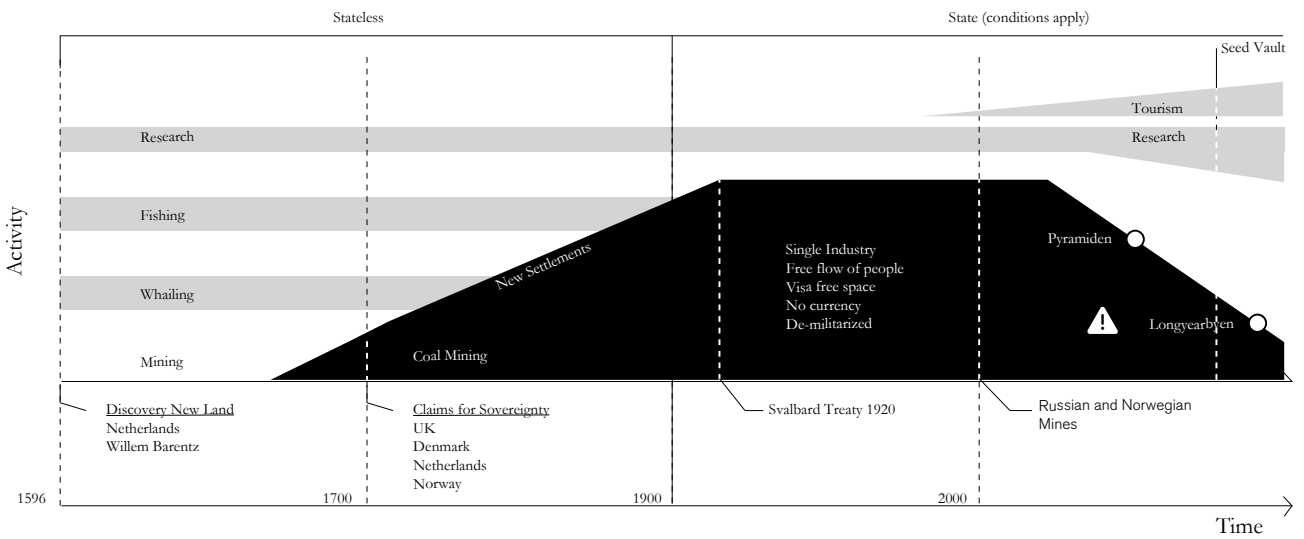 Stateless
State (conditions apply)
Seed Vault
Tourism
Research
Research
Fishing
Whailing
Mining
New Settlements
Coal Mining
Single Industry
Free flow of people
Visa free space
No currency
De-militarized
Pyramiden
!
Longyearbyen
Activity
Discovery New Land
Netherlands
Willem Barentz
Claims for Sovereignty
UK
Denmark
Netherlands
Norway
Svalbard Treaty 1920
Russian and Norwegian
Mines
1596
1700
1900
2000
Time